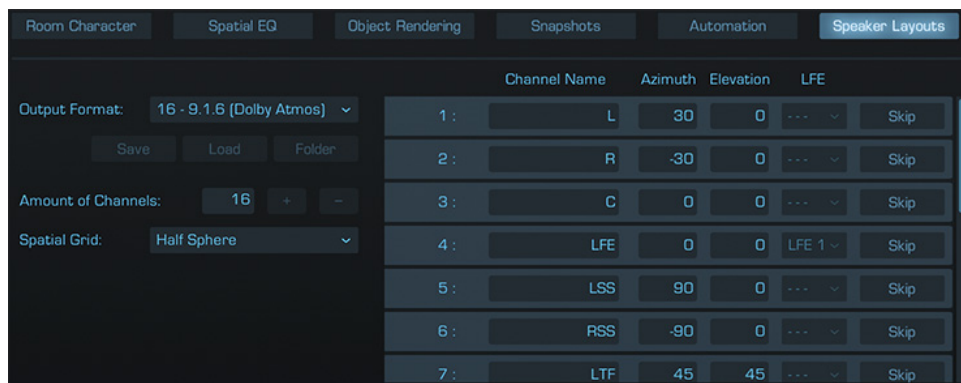 Room Character Spatial EQ Object Rendering Snapshots Automation Speaker Layouts
Channel Name Azimuth Elevation LFE
Output Format: 16 - 9.1.6 (Dolby Atmos)
1 : L 30 0 --- Skip
Save Load Folder
2 : R -30 0 --- Skip
Amount of Channels: 16 + -
3 : C 0 0 --- Skip
Spatial Grid: Half Sphere
4 : LFE 0 0 LFE 1 Skip
5 : LSS 90 0 --- Skip
6 : RSS -90 0 --- Skip
7 : LTF 45 45 --- Skip